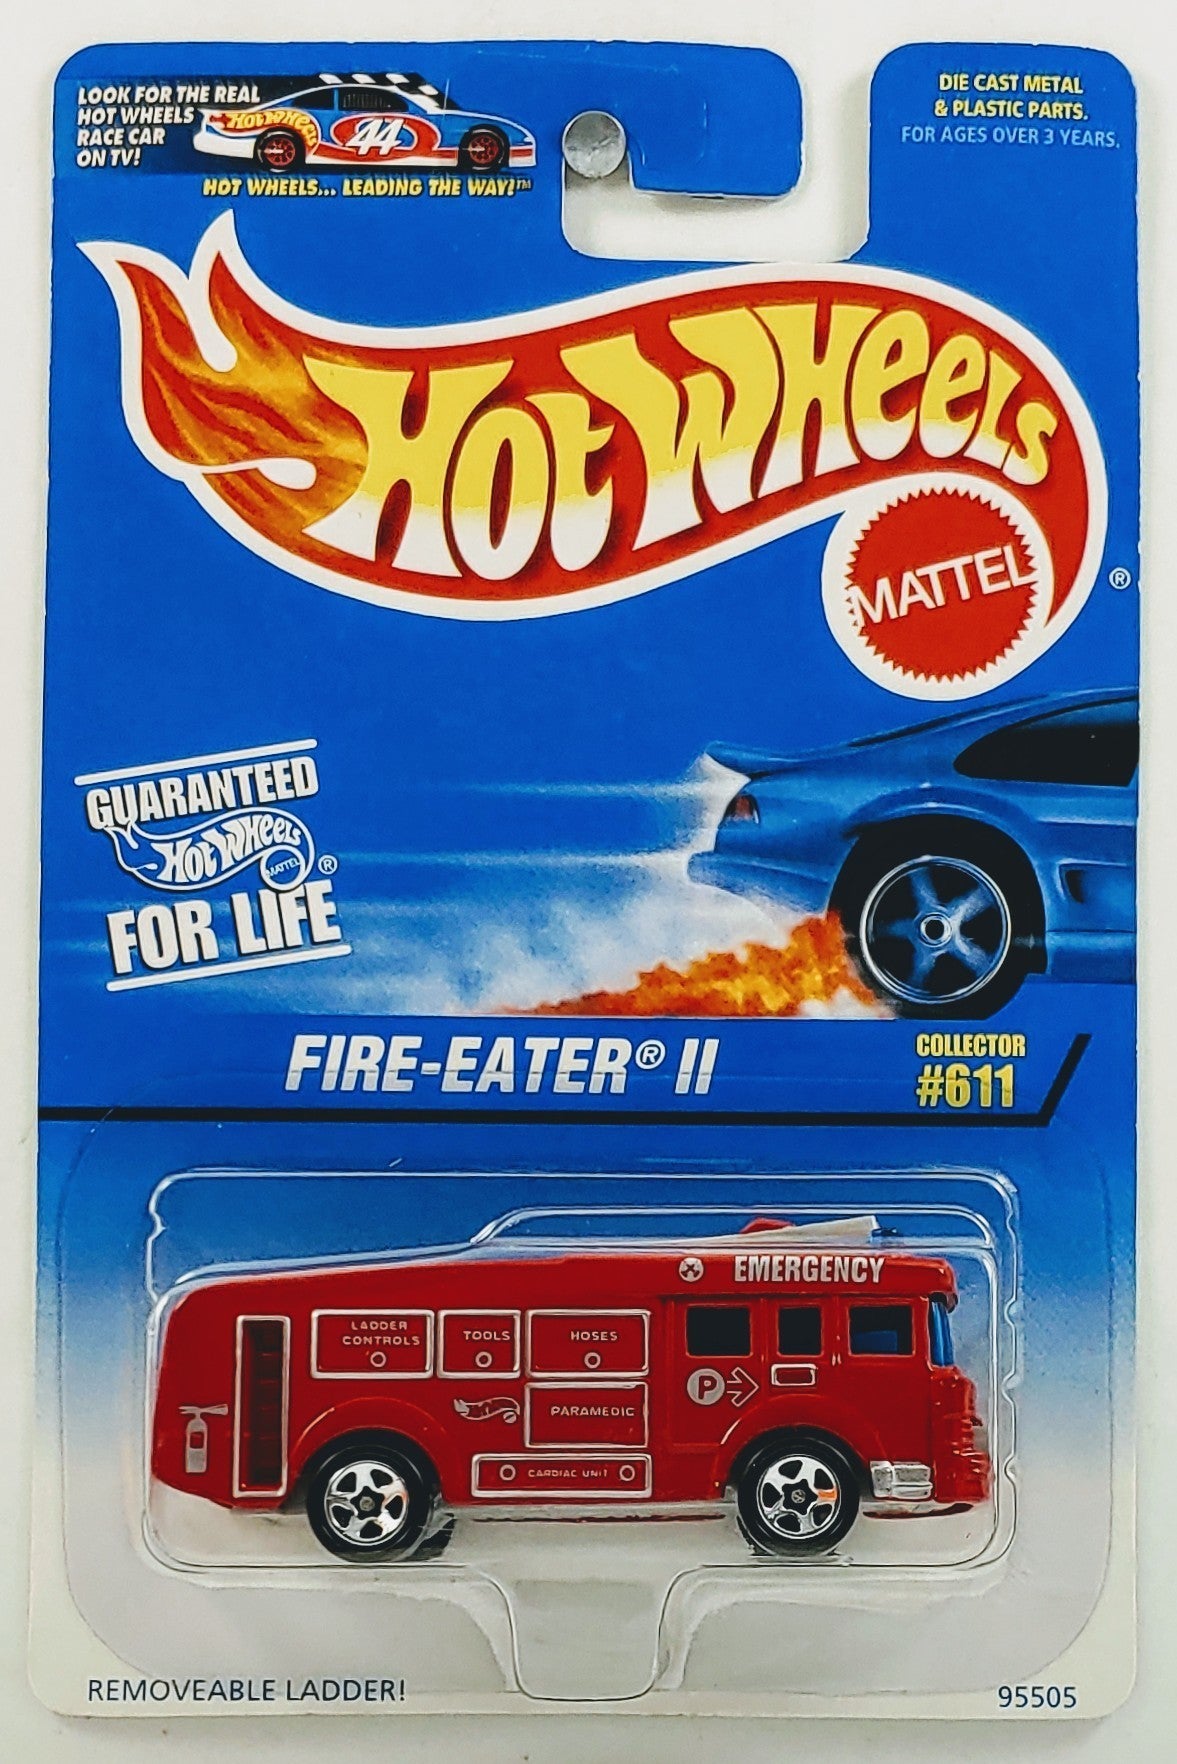 LOOK FOR THE REAL
HOT WHEELS
RACE CAR
ON TV!
HOT WHEELS
44
HOT WHEELS... LEADING THE WAY!™
DIE CAST METAL
& PLASTIC PARTS.
FOR AGES OVER 3 YEARS.
HOT WHEELS
MATTEL
®
GUARANTEED
HOT WHEELS
MATTEL ®
FOR LIFE
FIRE-EATER® II
COLLECTOR
#611
EMERGENCY
LADDER
CONTROLS
TOOLS
HOSES
P
PARAMEDIC
CARDIAC UNIT
REMOVEABLE LADDER!
95505